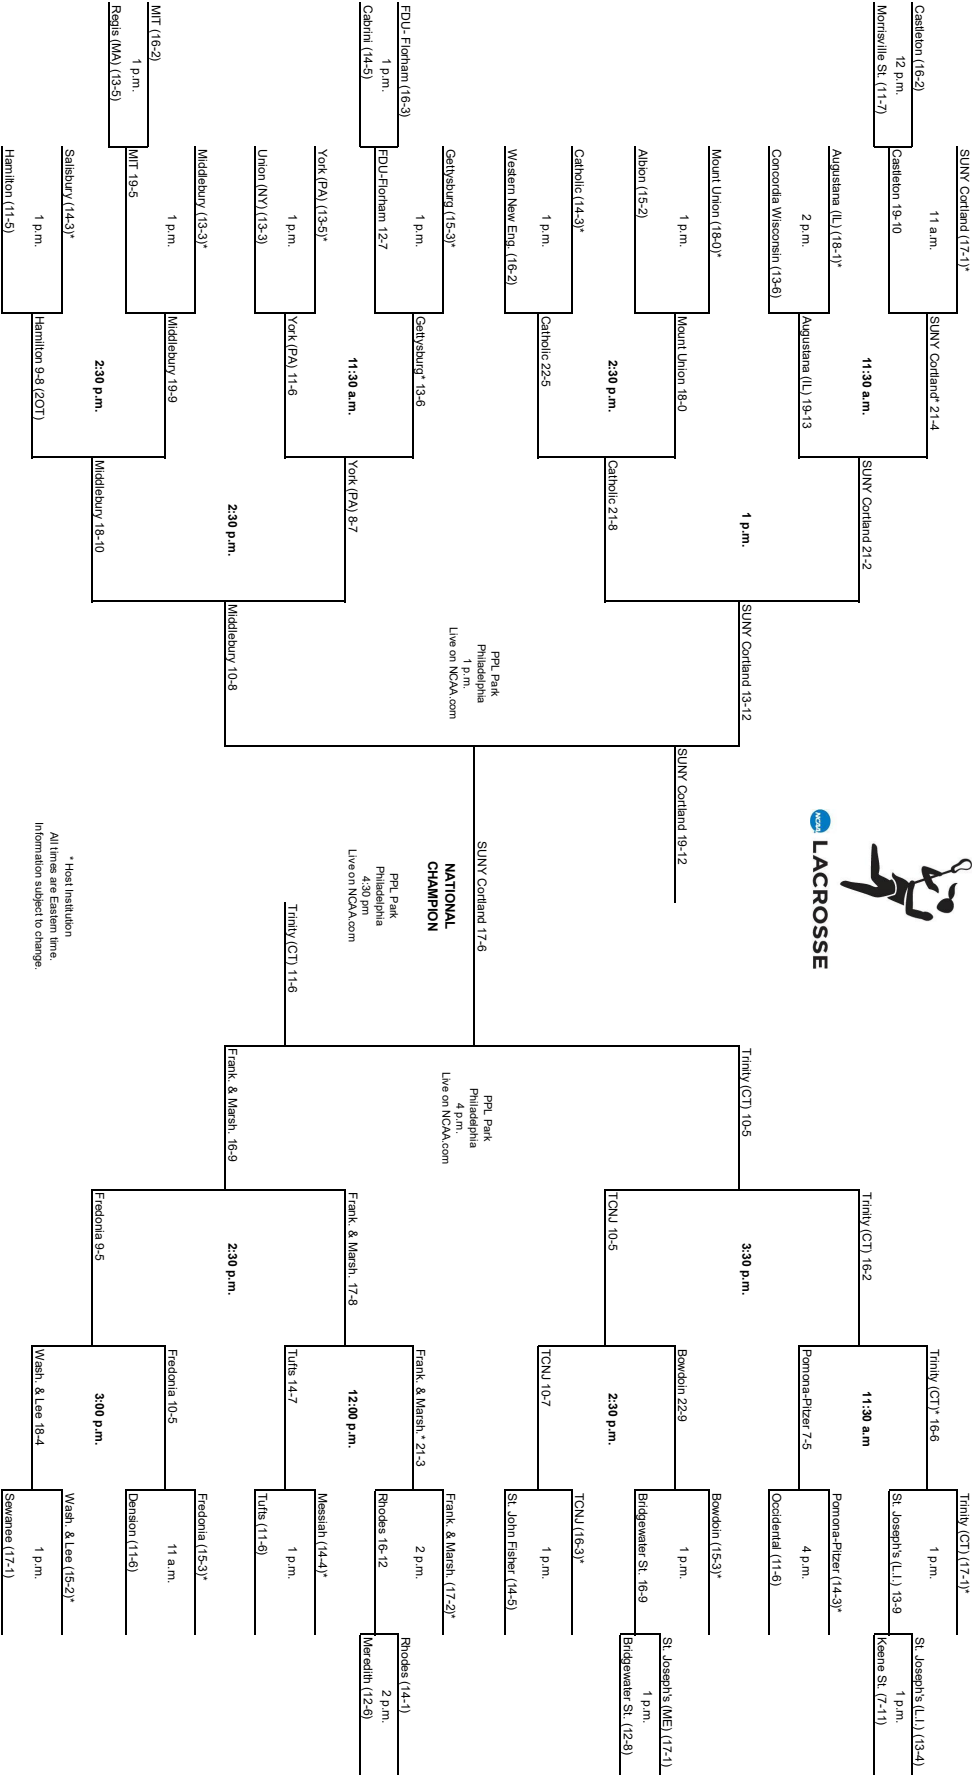 SUNY Cortland (17-1)*
11 a.m.
Castleton (16-2)
12 p.m.
Morrisville St. (11-7)
Castleton 19-10
Augustana (IL) (18-1)*
2 p.m.
Concordia Wisconsin (13-6)
Mount Union (18-0)*
1 p.m.
Albion (15-2)
Catholic (14-3)*
1 p.m.
Western New Eng. (16-2)
Gettysburg (15-3)*
1 p.m.
FDU- Florham (16-3)
1 p.m.
Cabrini (14-5)
FDU-Florham 12-7
York (PA) (13-5)*
1 p.m.
Union (NY) (13-3)
Middlebury (13-3)*
1 p.m.
MIT (16-2)
1 p.m.
Regis (MA) (13-5)
MIT 19-5
Salisbury (14-3)*
1 p.m.
Hamilton (11-5)
SUNY Cortland* 21-4
11:30 a.m.
Augustana (IL) 19-13
Mount Union 18-0
2:30 p.m.
Catholic 22-5
Gettysburg* 13-6
11:30 a.m.
York (PA) 11-6
Middlebury 19-9
2:30 p.m.
Hamilton 9-8 (2OT)
SUNY Cortland 21-2
1 p.m.
Catholic 21-8
York (PA) 8-7
2:30 p.m.
Middlebury 18-10
SUNY Cortland 13-12
PPL Park
Philadelphia
1 p.m.
Live on NCAA.com
Middlebury 10-8
NCAA LACROSSE
SUNY Cortland 19-12
SUNY Cortland 17-6
NATIONAL
CHAMPION
PPL Park
Philadelphia
4:30 pm
Live on NCAA.com
Trinity (CT) 11-6
* Host Institution
All times are Eastern time.
Information subject to change.
Trinity (CT) 10-5
PPL Park
Philadelphia
4 p.m.
Live on NCAA.com
Frank. & Marsh. 16-9
Trinity (CT) 16-2
3:30 p.m.
TCNJ 10-5
Frank. & Marsh. 17-8
2:30 p.m.
Fredonia 9-5
Trinity (CT)* 16-6
11:30 a.m
Pomona-Pitzer 7-5
Bowdoin 22-9
2:30 p.m.
TCNJ 10-7
Frank. & Marsh.* 21-3
12:00 p.m.
Tufts 14-7
Fredonia 10-5
3:00 p.m.
Wash. & Lee 18-4
Trinity (CT) (17-1)*
1 p.m.
St. Joseph's (L.I.) 13-9
St. Joseph's (L.I.) (13-4)
1 p.m.
Keene St. (7-11)
Pomona-Pitzer (14-3)*
4 p.m.
Occidental (11-6)
Bowdoin (15-3)*
1 p.m.
Bridgewater St. 16-9
St. Joseph's (ME) (17-1)
1 p.m.
Bridgewater St. (12-8)
TCNJ (16-3)*
1 p.m.
St. John Fisher (14-5)
Frank. & Marsh. (17-2)*
2 p.m.
Rhodes 16-12
Rhodes (14-1)
2 p.m.
Meredith (12-6)
Messiah (14-4)*
1 p.m.
Tufts (11-6)
Fredonia (15-3)*
11 a.m.
Dension (11-6)
Wash. & Lee (15-2)*
1 p.m.
Sewanee (17-1)